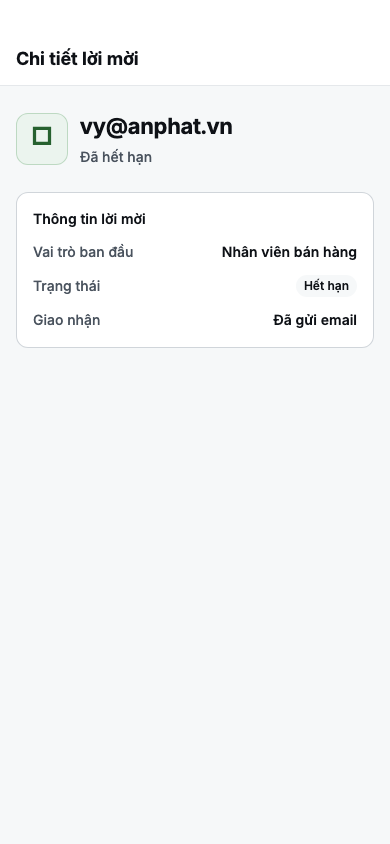 Chi tiết lời mời
vy@anphat.vn
Đã hết hạn
Thông tin lời mời
Vai trò ban đầu Nhân viên bán hàng
Trạng thái Hết hạn
Giao nhận Đã gửi email